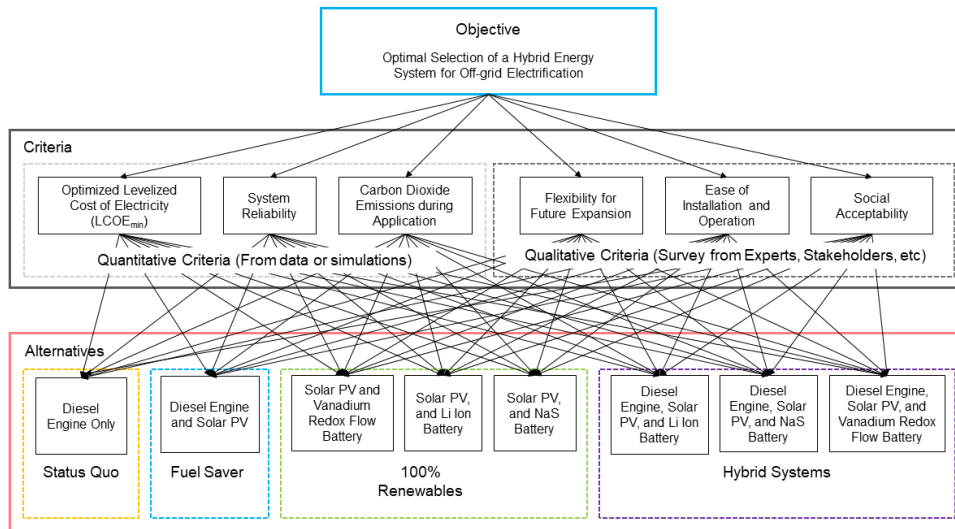 Objective
Optimal Selection of a Hybrid Energy
System for Off-grid Electrification
Criteria
Optimized Levelized
Cost of Electricity
(LCOEmin)
System
Reliability
Carbon Dioxide
Emissions during
Application
Flexibility for
Future Expansion
Ease of
Installation and
Operation
Social
Acceptability
Quantitative Criteria (From data or simulations)
Qualitative Criteria (Survey from Experts, Stakeholders, etc)
Alternatives
Diesel
Engine Only
Status Quo
Diesel Engine
and Solar PV
Fuel Saver
Solar PV and
Vanadium
Redox Flow
Battery
Solar PV,
and Li Ion
Battery
Solar PV,
and NaS
Battery
100%
Renewables
Diesel
Engine, Solar
PV, and Li Ion
Battery
Diesel
Engine, Solar
PV, and NaS
Battery
Diesel Engine,
Solar PV, and
Vanadium Redox
Flow Battery
Hybrid Systems